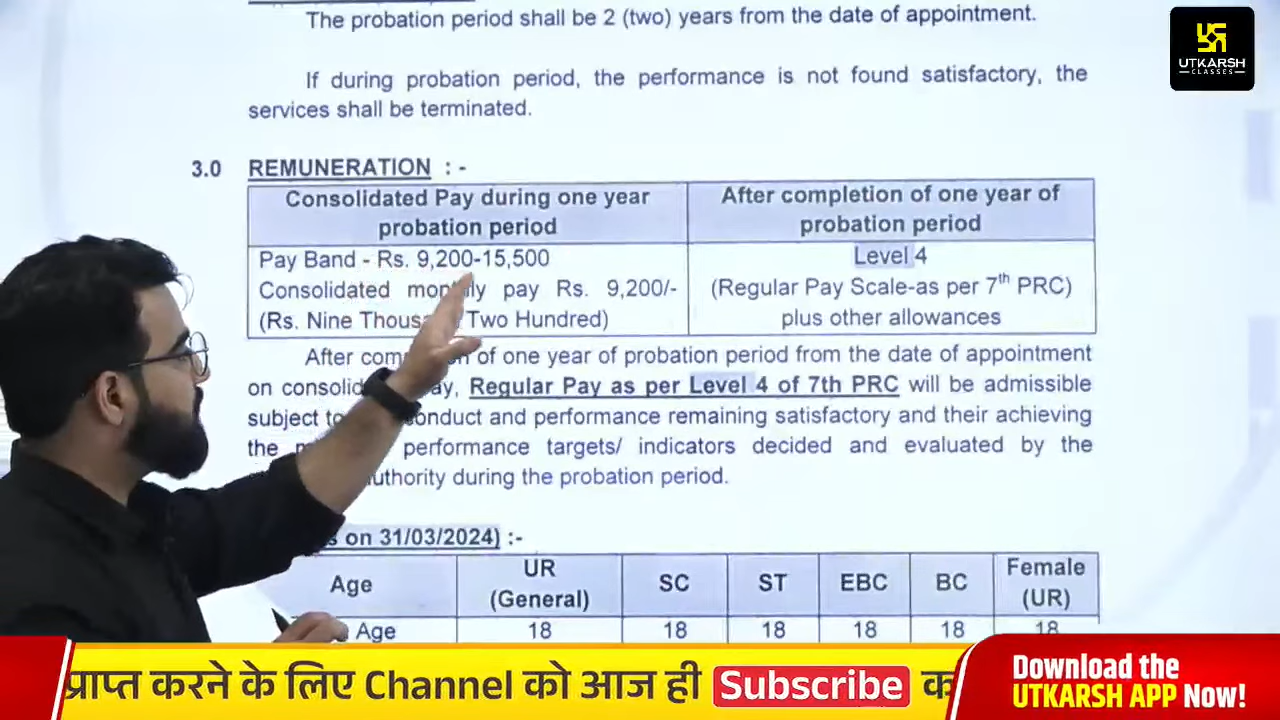 The probation period shall be 2 (two) years from the date of appointment.
UTKARSH
CLASSES
If during probation period, the performance is not found satisfactory, the
services shall be terminated.
3.0 REMUNERATION : -
Consolidated Pay during one year
probation period
After completion of one year of
probation period
Pay Band - Rs. 9,200-15,500
Consolidated monthly pay Rs. 9,200/-
(Rs. Nine Two Hundred)
Level 4
(Regular Pay Scale-as per 7th PRC)
plus other allowances
After of one year of probation period from the date of appointment
on Regular Pay as per Level 4 of 7th PRC will be admissible
subject conduct and performance remaining satisfactory and their achieving
the performance targets/ indicators decided and evaluated by the
during the probation period.
on 31/03/2024) :-
Age
UR
(General)
SC
ST
EBC
BC
Female
(UR)
Age 18 18 18 18 18 18
प्राप्त करने के लिए Channel को आज ही Subscribe
Download the
UTKARSH APP Now!